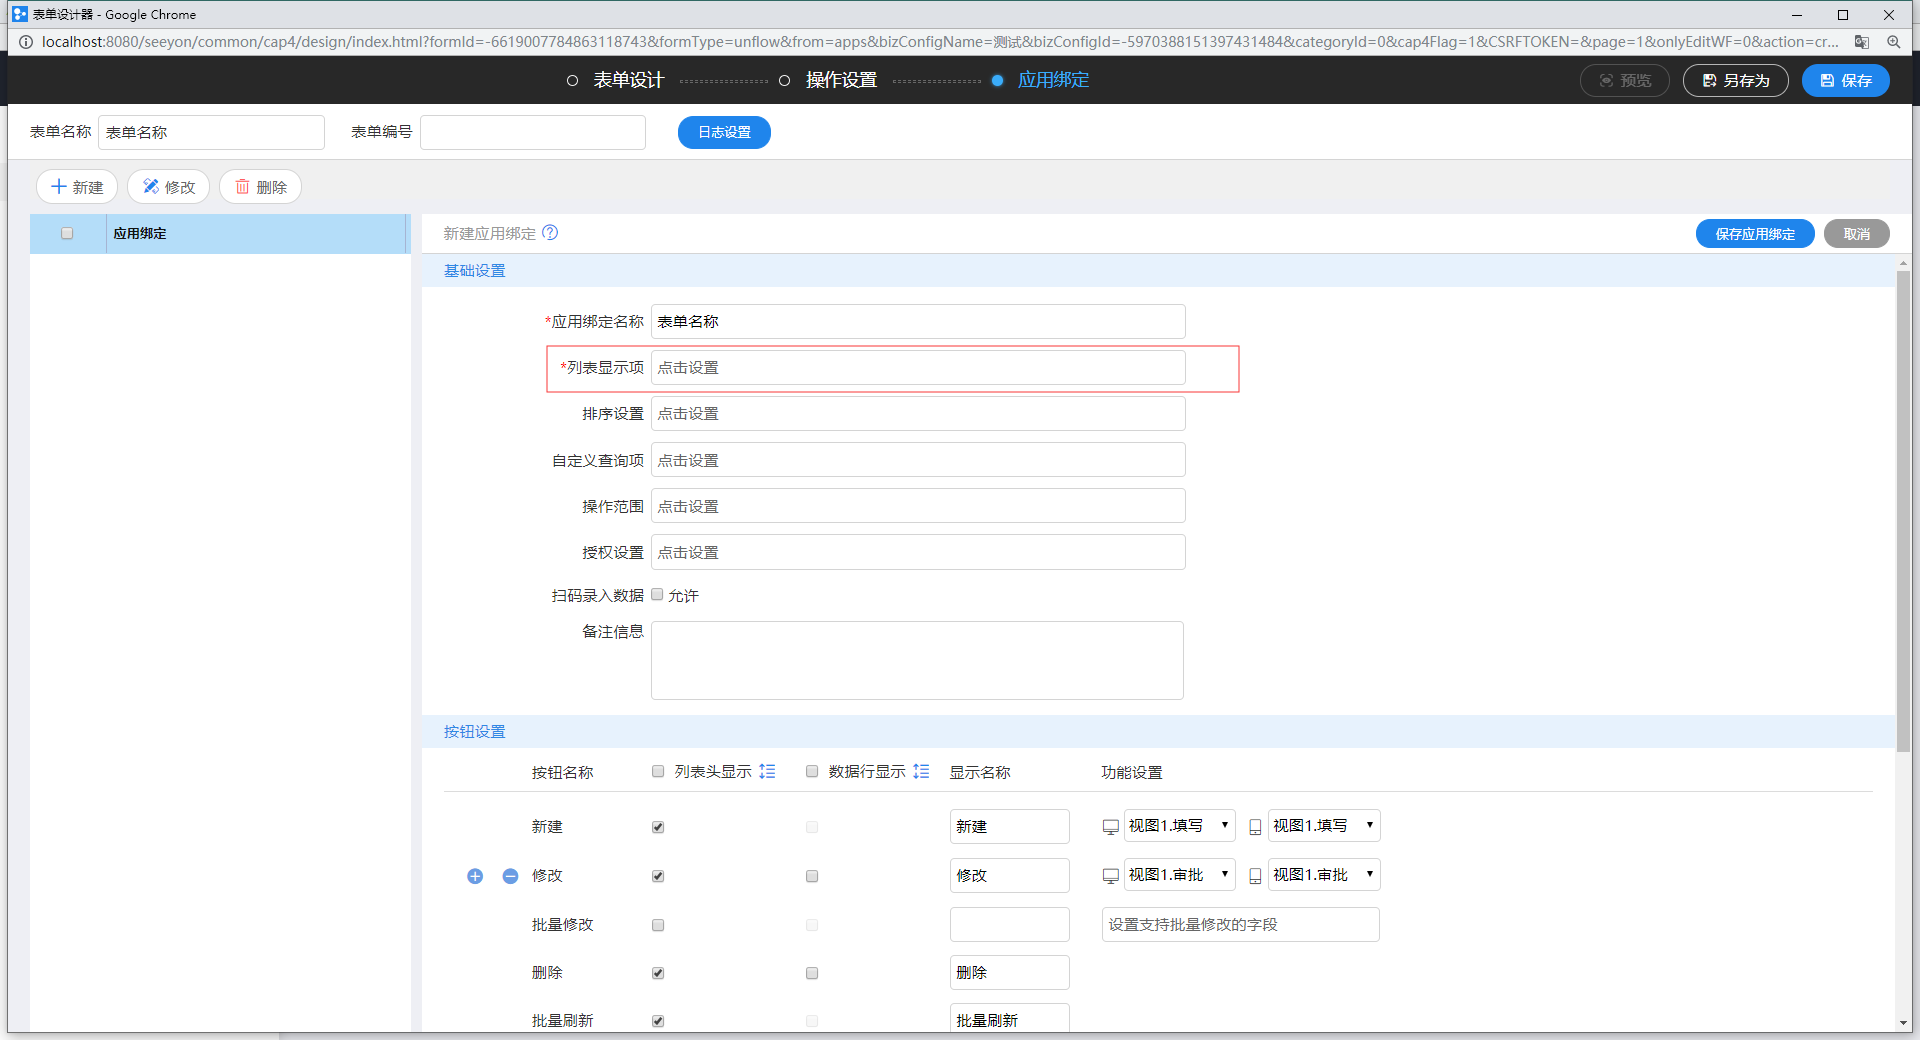 表单设计器 - Google Chrome
localhost:8080/seeyon/common/cap4/design/index.html?formId=-6619007784863118743&formType=unflow&from=apps&bizConfigName=测试&bizConfigId=-5970388151397431484&categoryId=0&cap4Flag=1&CSRFTOKEN=&page=1&onlyEditWF=0&action=cr...
表单设计 操作设置 应用绑定 预览 另存为 保存
表单名称 表单名称 表单编号 日志设置
新建 修改 删除
应用绑定 新建应用绑定 ? 保存应用绑定 取消
基础设置
*应用绑定名称 表单名称
*列表显示项 点击设置
排序设置 点击设置
自定义查询项 点击设置
操作范围 点击设置
授权设置 点击设置
扫码录入数据 允许
备注信息
按钮设置
按钮名称 列表头显示 数据行显示 显示名称 功能设置
新建 新建 视图1.填写 视图1.填写
修改 修改 视图1.审批 视图1.审批
批量修改 设置支持批量修改的字段
删除 删除
批量刷新 批量刷新